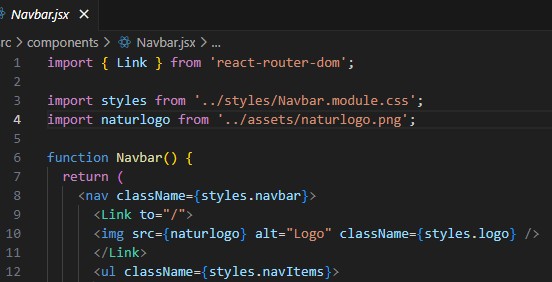 Navbar.jsx ×
rc > components > Navbar.jsx > ...
1 import { Link } from 'react-router-dom';
2
3 import styles from '../styles/Navbar.module.css';
4 import naturlogo from '../assets/naturlogo.png';
5
6 function Navbar() {
7 return (
8 <nav className={styles.navbar}>
9 <Link to="/">
10 <img src={naturlogo} alt="Logo" className={styles.logo} />
11 </Link>
12 <ul className={styles.navItems}>